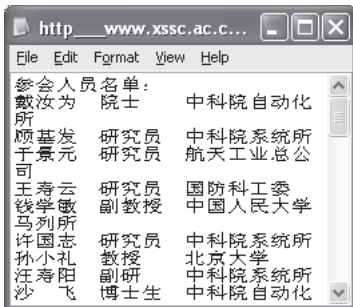 http___www.xssc.ac.c...
File Edit Format View Help
参会人员名单：
戴汝为 院士 中科院自动化
所
顾基发 研究员 中科院系统所
于景元 研究员 航天工业总公
司
王寿云 研究员 国防科工委
钱学敏 副教授 中国人民大学
马列所
许国志 研究员 中科院系统所
孙小礼 教授 北京大学
汪寿阳 副研 中科院系统所
沙 飞 博士生 中科院自动化